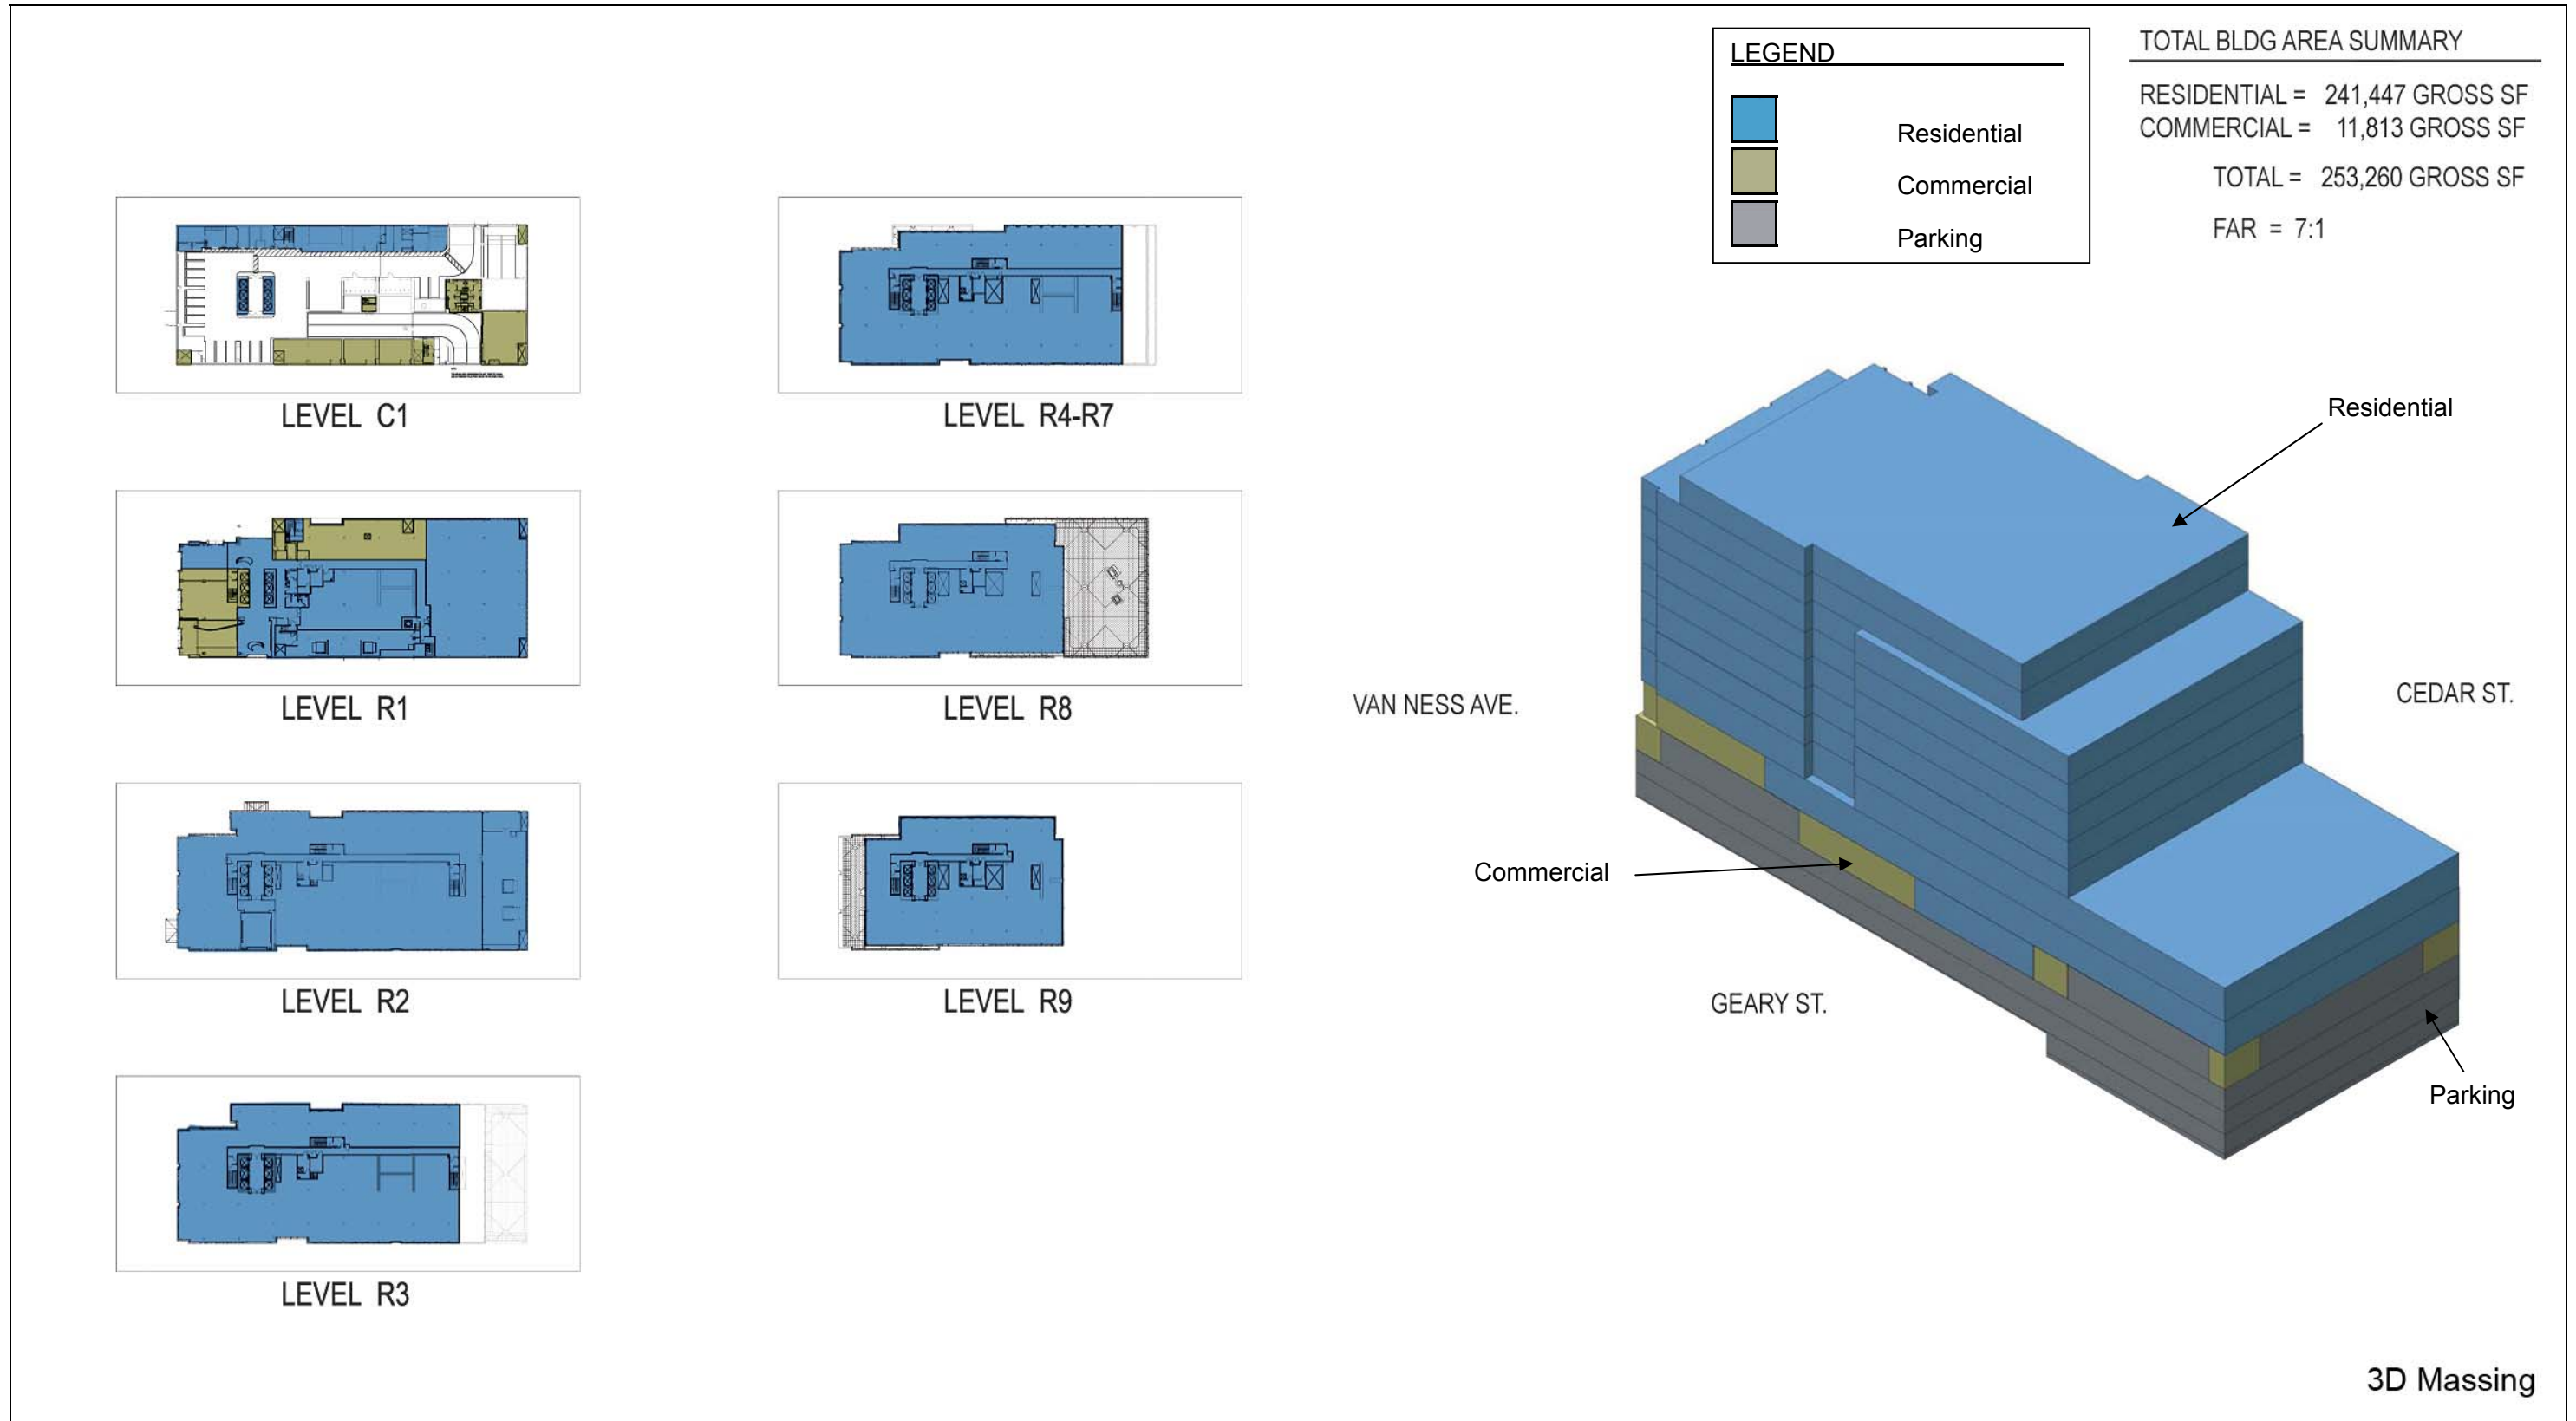 LEGEND
Residential
Commercial
Parking
TOTAL BLDG AREA SUMMARY
RESIDENTIAL = 241,447 GROSS SF
COMMERCIAL = 11,813 GROSS SF
TOTAL = 253,260 GROSS SF
FAR = 7:1
LEVEL C1
LEVEL R4-R7
LEVEL R1
LEVEL R8
LEVEL R2
LEVEL R9
LEVEL R3
Residential
VAN NESS AVE.
CEDAR ST.
Commercial
GEARY ST.
Parking
3D Massing